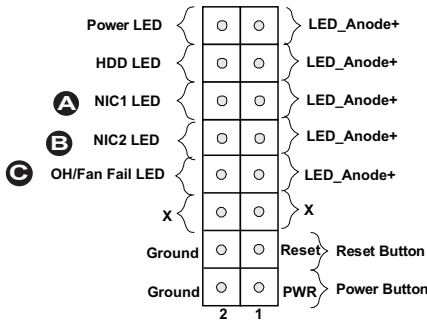 Power LED LED_Anode+
HDD LED LED_Anode+
A NIC1 LED LED_Anode+
B NIC2 LED LED_Anode+
C OH/Fan Fail LED LED_Anode+
X X
Ground Reset Reset Button
Ground PWR Power Button
2 1